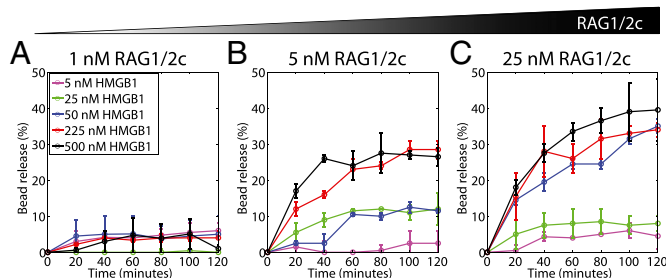 RAG1/2c
A 1 nM RAG1/2c
B 5 nM RAG1/2c
C 25 nM RAG1/2c
Bead release (%)
50
40
30
20
10
0
5 nM HMGB1
25 nM HMGB1
50 nM HMGB1
225 nM HMGB1
500 nM HMGB1
0 20 40 60 80 100 120
Time (minutes)
Bead release (%)
50
40
30
20
10
0
0 20 40 60 80 100 120
Time (minutes)
Bead release (%)
50
40
30
20
10
0
0 20 40 60 80 100 120
Time (minutes)